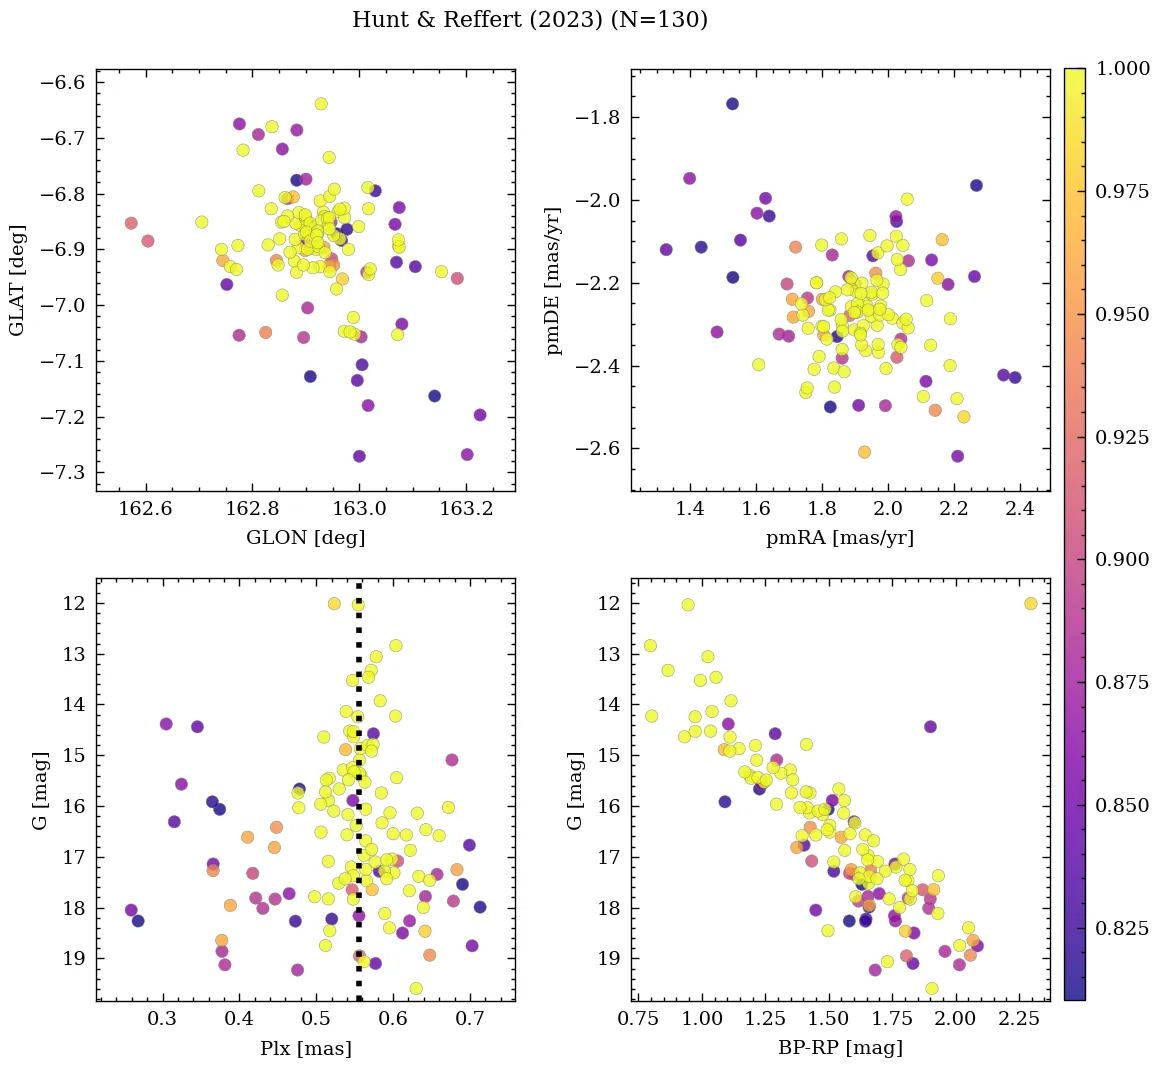 Hunt & Reffert (2023) (N=130)
−6.6
−6.7
−6.8
−6.9
−7.0
−7.1
−7.2
−7.3
GLAT [deg]
162.6 162.8 163.0 163.2
GLON [deg]
−1.8
−2.0
−2.2
−2.4
−2.6
pmDE [mas/yr]
1.4 1.6 1.8 2.0 2.2 2.4
pmRA [mas/yr]
12
13
14
15
16
17
18
19
G [mag]
0.3 0.4 0.5 0.6 0.7
Plx [mas]
12
13
14
15
16
17
18
19
G [mag]
0.75 1.00 1.25 1.50 1.75 2.00 2.25
BP-RP [mag]
1.000
0.975
0.950
0.925
0.900
0.875
0.850
0.825